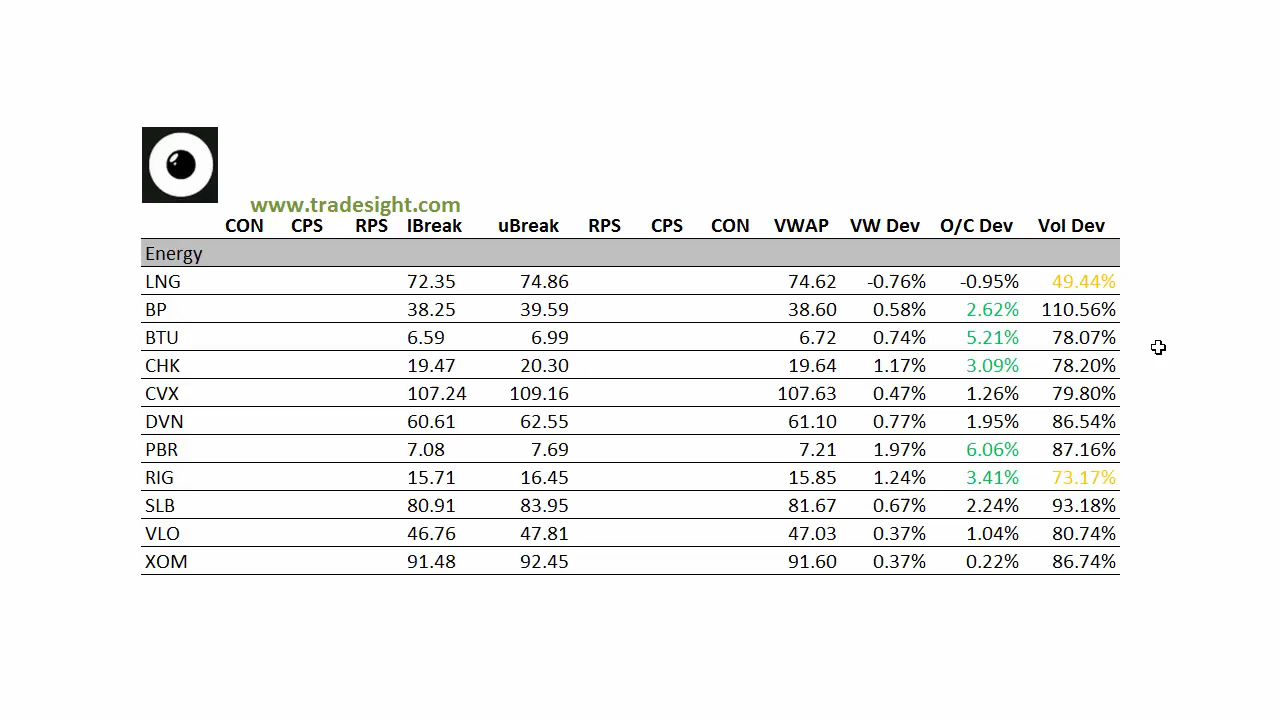 www.tradesight.com
CON CPS RPS lBreak uBreak RPS CPS CON VWAP VW Dev O/C Dev Vol Dev
Energy
LNG 72.35 74.86 74.62 -0.76% -0.95% 49.44%
BP 38.25 39.59 38.60 0.58% 2.62% 110.56%
BTU 6.59 6.99 6.72 0.74% 5.21% 78.07%
CHK 19.47 20.30 19.64 1.17% 3.09% 78.20%
CVX 107.24 109.16 107.63 0.47% 1.26% 79.80%
DVN 60.61 62.55 61.10 0.77% 1.95% 86.54%
PBR 7.08 7.69 7.21 1.97% 6.06% 87.16%
RIG 15.71 16.45 15.85 1.24% 3.41% 73.17%
SLB 80.91 83.95 81.67 0.67% 2.24% 93.18%
VLO 46.76 47.81 47.03 0.37% 1.04% 80.74%
XOM 91.48 92.45 91.60 0.37% 0.22% 86.74%